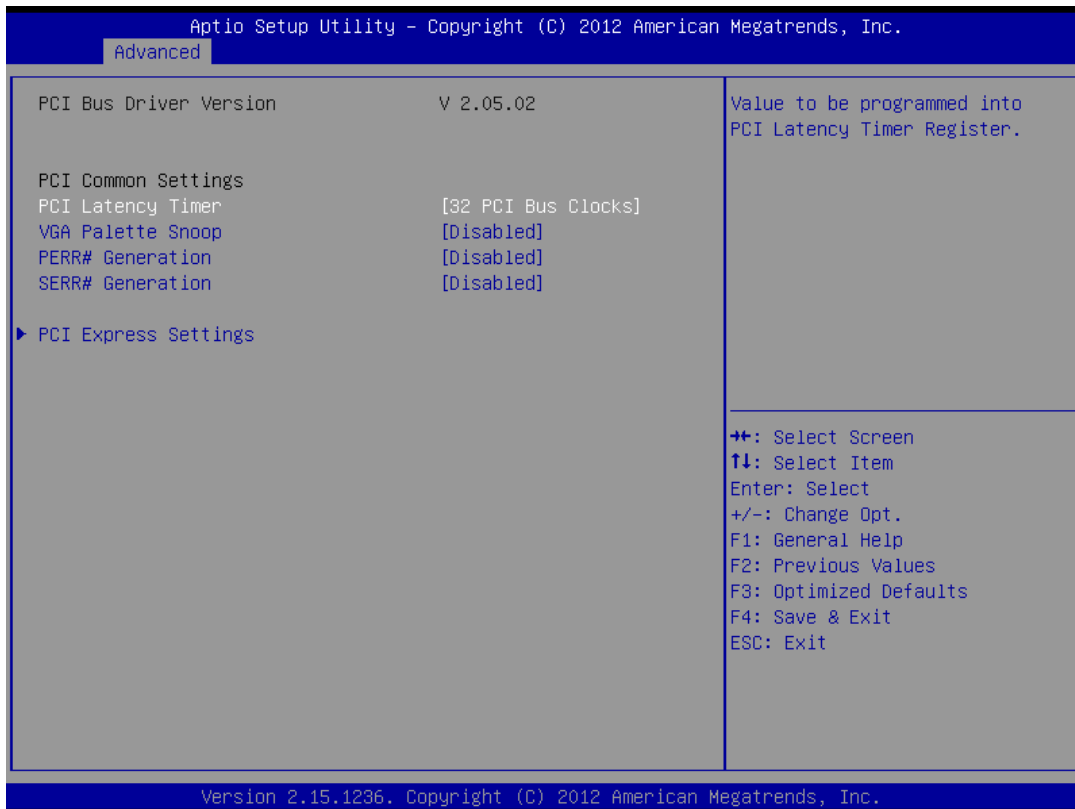 Aptio Setup Utility – Copyright (C) 2012 American Megatrends, Inc.
Advanced
PCI Bus Driver Version V 2.05.02
PCI Common Settings
PCI Latency Timer [32 PCI Bus Clocks]
VGA Palette Snoop [Disabled]
PERR# Generation [Disabled]
SERR# Generation [Disabled]
▶ PCI Express Settings
Value to be programmed into
PCI Latency Timer Register.
→←: Select Screen
↑↓: Select Item
Enter: Select
+/-: Change Opt.
F1: General Help
F2: Previous Values
F3: Optimized Defaults
F4: Save & Exit
ESC: Exit
Version 2.15.1236. Copyright (C) 2012 American Megatrends, Inc.